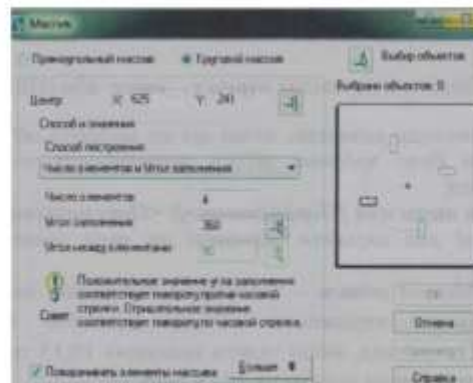 Массив
Прямоугольный массив
Круговой массив
Выбор объектов
Выбрано объектов: 0
Центр X: 625 Y: 241
Способ и значения
Способ построения
Число элементов и Угол заполнения
Число элементов 4
Угол заполнения 360
Угол между элементами
Совет
Положительное значение угла заполнения
соответствует повороту против часовой
стрелки. Отрицательное значение
соответствует повороту по часовой стрелке.
Отмена
Поворачивать элементы массива
Больше
Справка